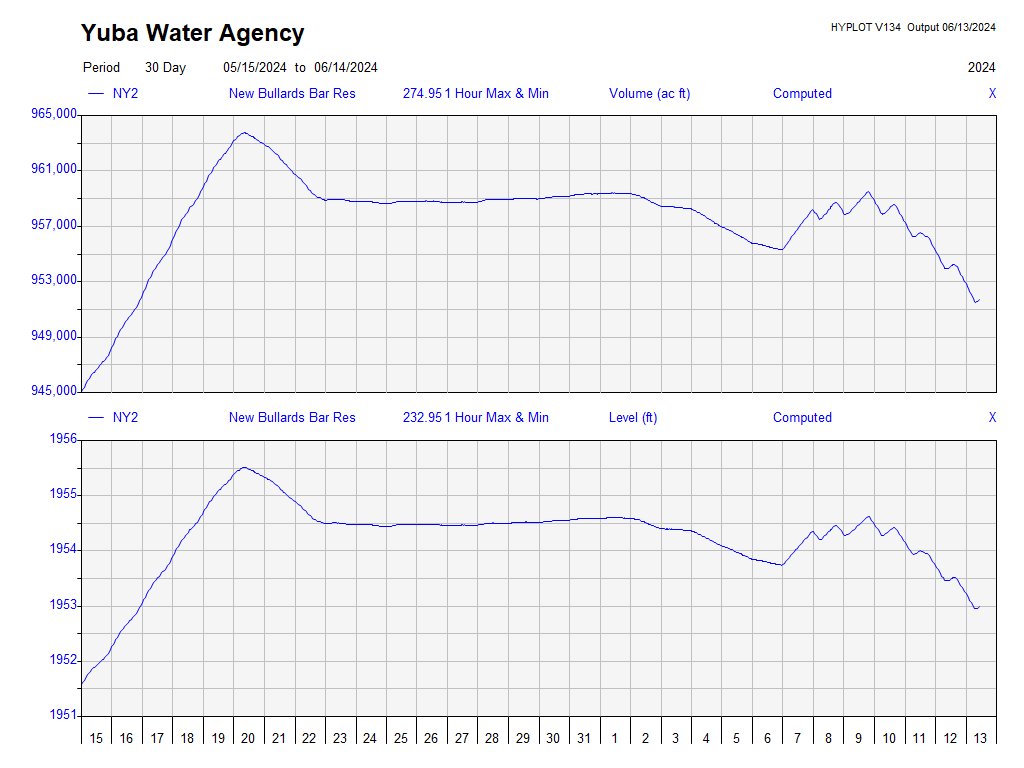 Yuba Water Agency
HYPLOT V134 Output 06/13/2024
Period 30 Day 05/15/2024 to 06/14/2024 2024
NY2 New Bullards Bar Res 274.95 1 Hour Max & Min Volume (ac ft) Computed X
965,000
961,000
957,000
953,000
949,000
945,000
NY2 New Bullards Bar Res 232.95 1 Hour Max & Min Level (ft) Computed X
1956
1955
1954
1953
1952
1951
15 16 17 18 19 20 21 22 23 24 25 26 27 28 29 30 31 1 2 3 4 5 6 7 8 9 10 11 12 13